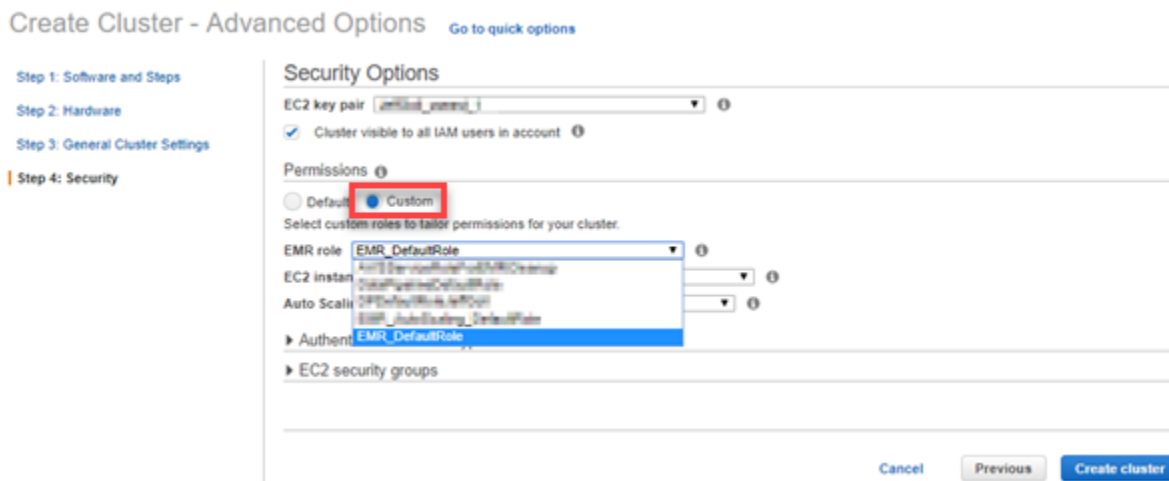 Create Cluster - Advanced Options Go to quick options
Step 1: Software and Steps
Step 2: Hardware
Step 3: General Cluster Settings
Step 4: Security
Security Options
EC2 key pair
Cluster visible to all IAM users in account
Permissions
Default Custom
Select custom roles to tailor permissions for your cluster.
EMR role EMR_DefaultRole
EC2 instan
Auto Scali
EMR_DefaultRole
Authent
EC2 security groups
Cancel Previous Create cluster